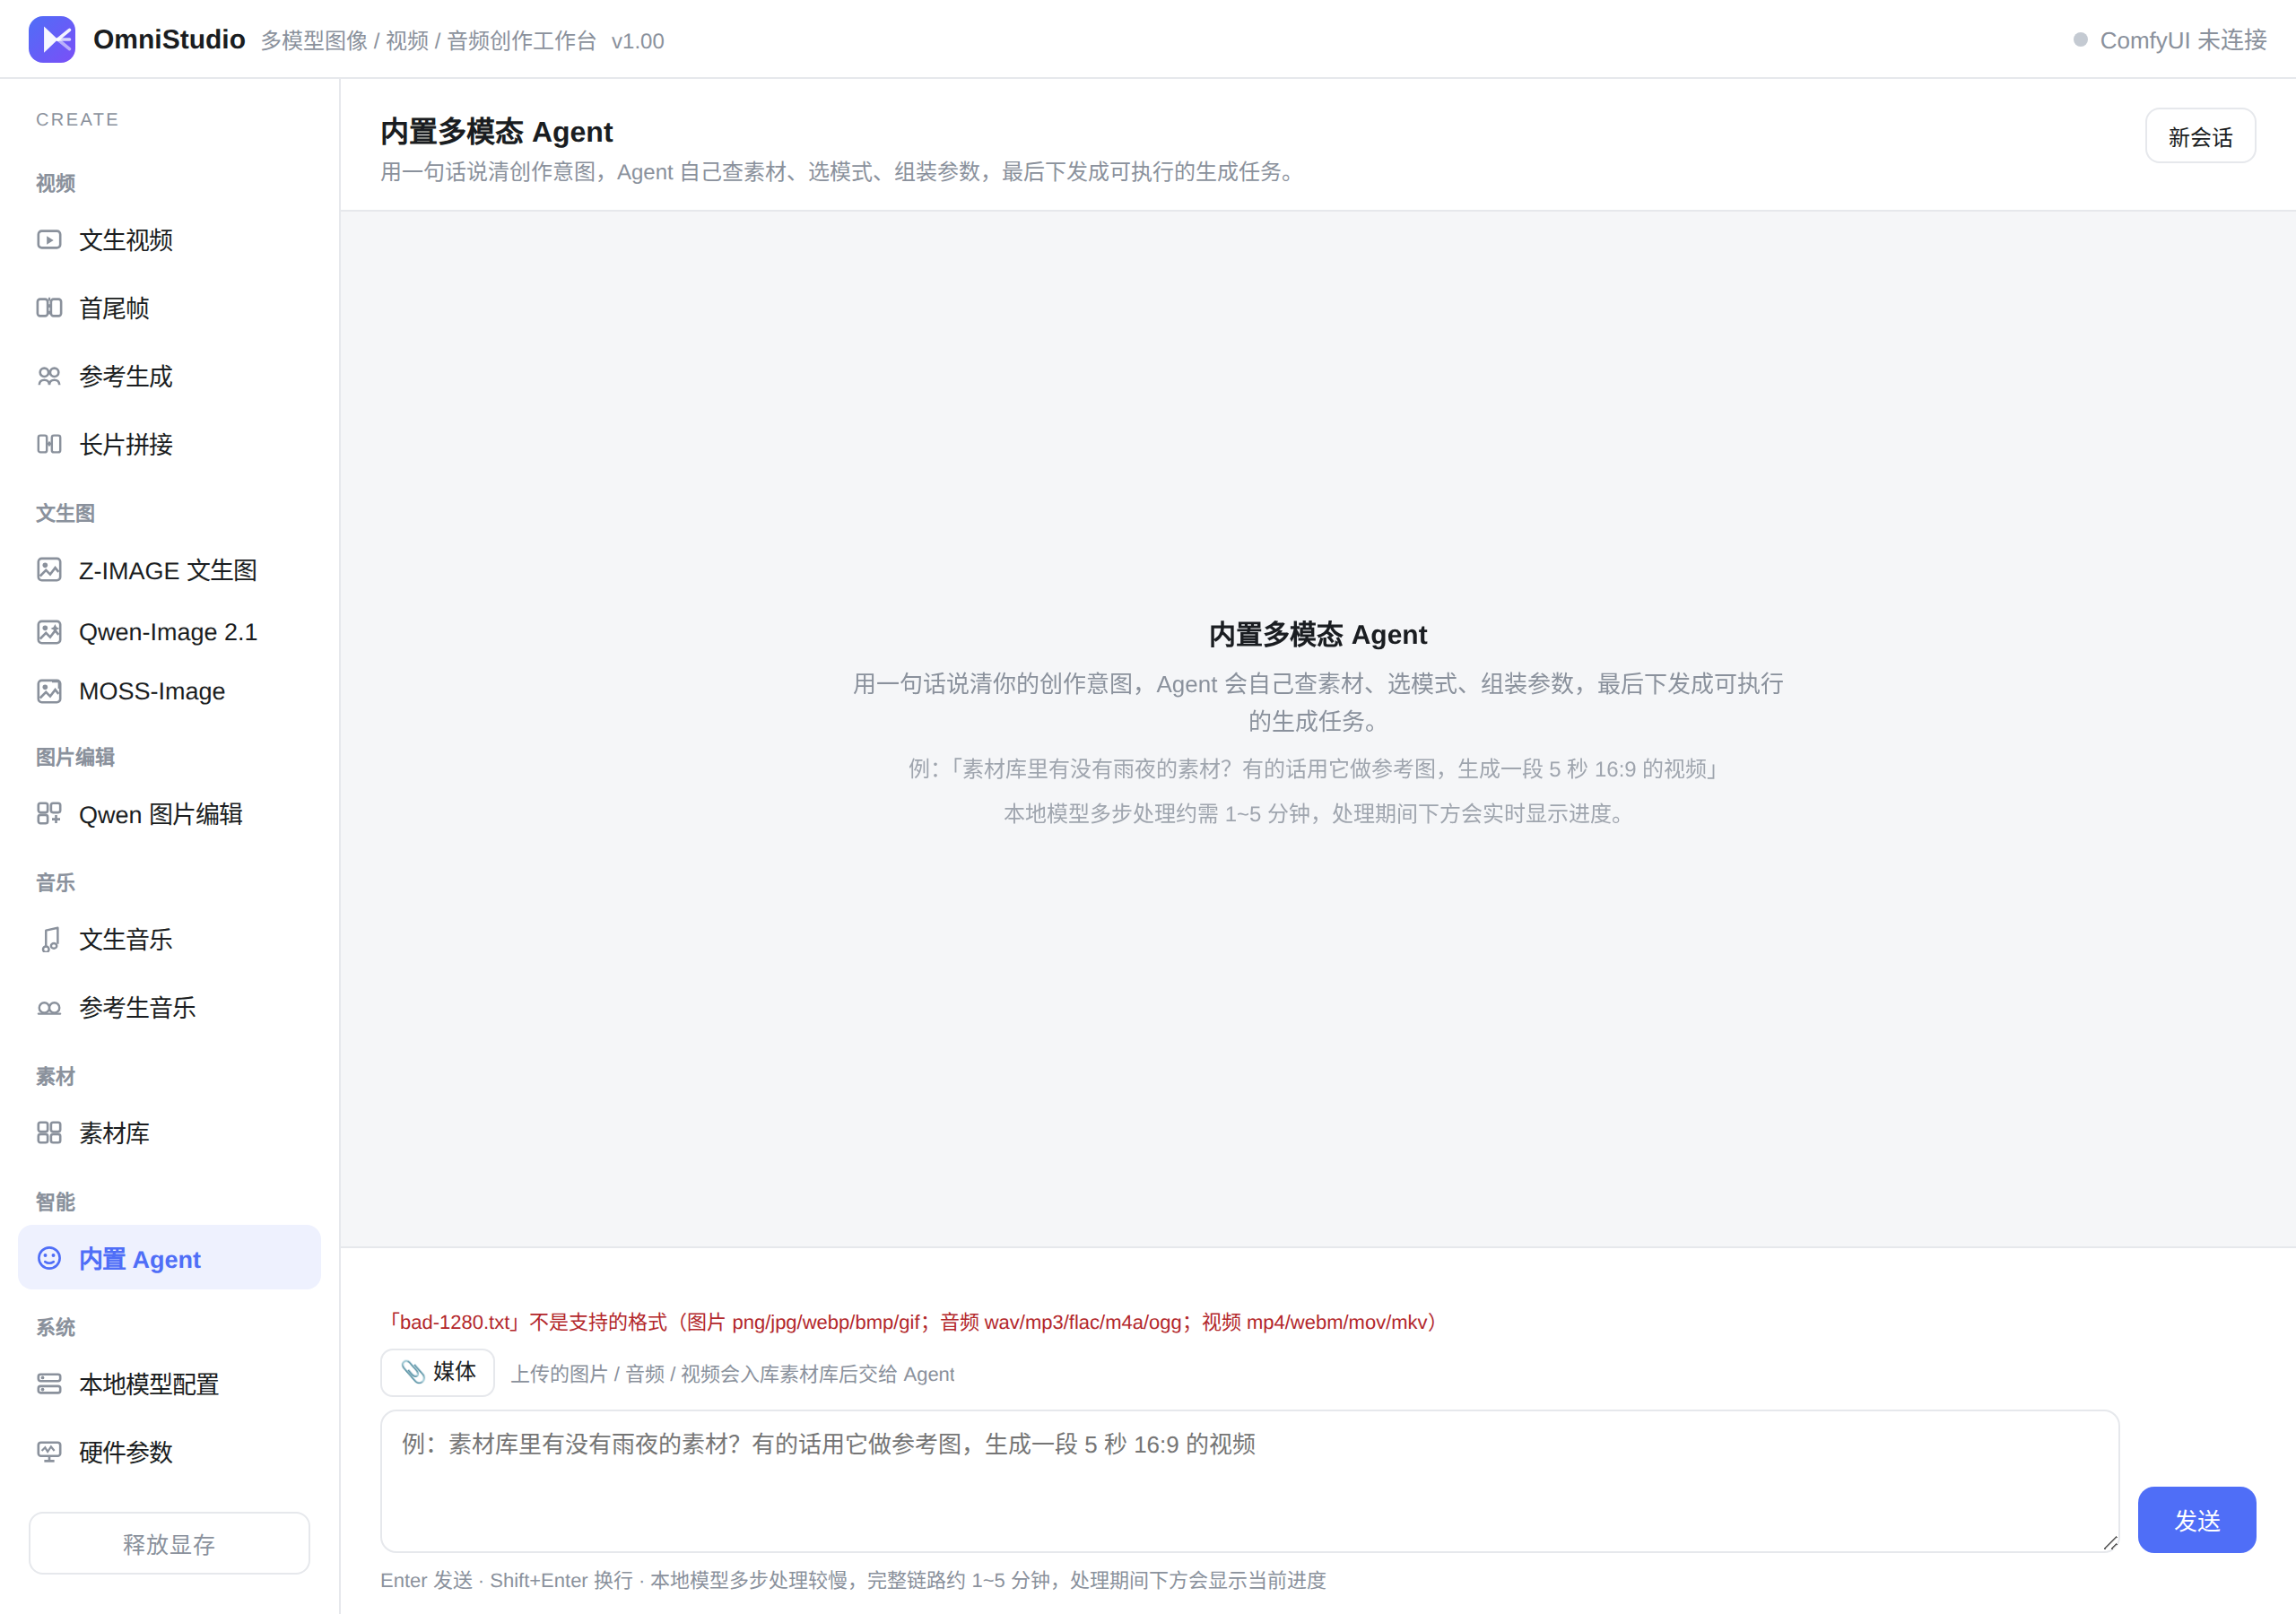 OmniStudio 多模型图像 / 视频 / 音频创作工作台 v1.00
ComfyUI 未连接
CREATE
视频
文生视频
首尾帧
参考生成
长片拼接
文生图
Z-IMAGE 文生图
Qwen-Image 2.1
MOSS-Image
图片编辑
Qwen 图片编辑
音乐
文生音乐
参考生音乐
素材
素材库
智能
内置 Agent
系统
本地模型配置
硬件参数
释放显存
内置多模态 Agent
用一句话说清创作意图，Agent 自己查素材、选模式、组装参数，最后下发成可执行的生成任务。
新会话
内置多模态 Agent
用一句话说清你的创作意图，Agent 会自己查素材、选模式、组装参数，最后下发成可执行
的生成任务。
例：「素材库里有没有雨夜的素材？有的话用它做参考图，生成一段 5 秒 16:9 的视频」
本地模型多步处理约需 1~5 分钟，处理期间下方会实时显示进度。
「bad-1280.txt」不是支持的格式（图片 png/jpg/webp/bmp/gif；音频 wav/mp3/flac/m4a/ogg；视频 mp4/webm/mov/mkv）
📎 媒体 上传的图片 / 音频 / 视频会入库素材库后交给 Agent
例：素材库里有没有雨夜的素材？有的话用它做参考图，生成一段 5 秒 16:9 的视频
发送
Enter 发送 · Shift+Enter 换行 · 本地模型多步处理较慢，完整链路约 1~5 分钟，处理期间下方会显示当前进度